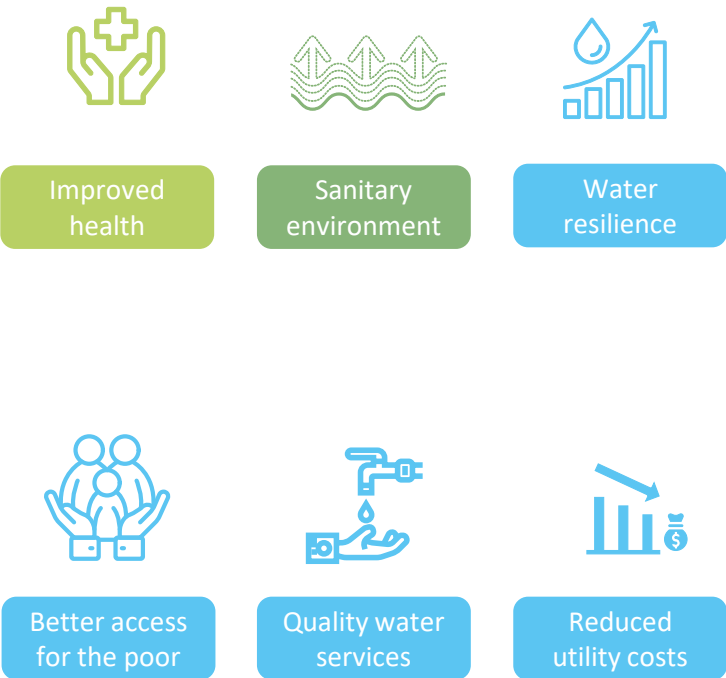 Improved
health
Sanitary
environment
Water
resilience
$
Better access
for the poor
Quality water
services
Reduced
utility costs